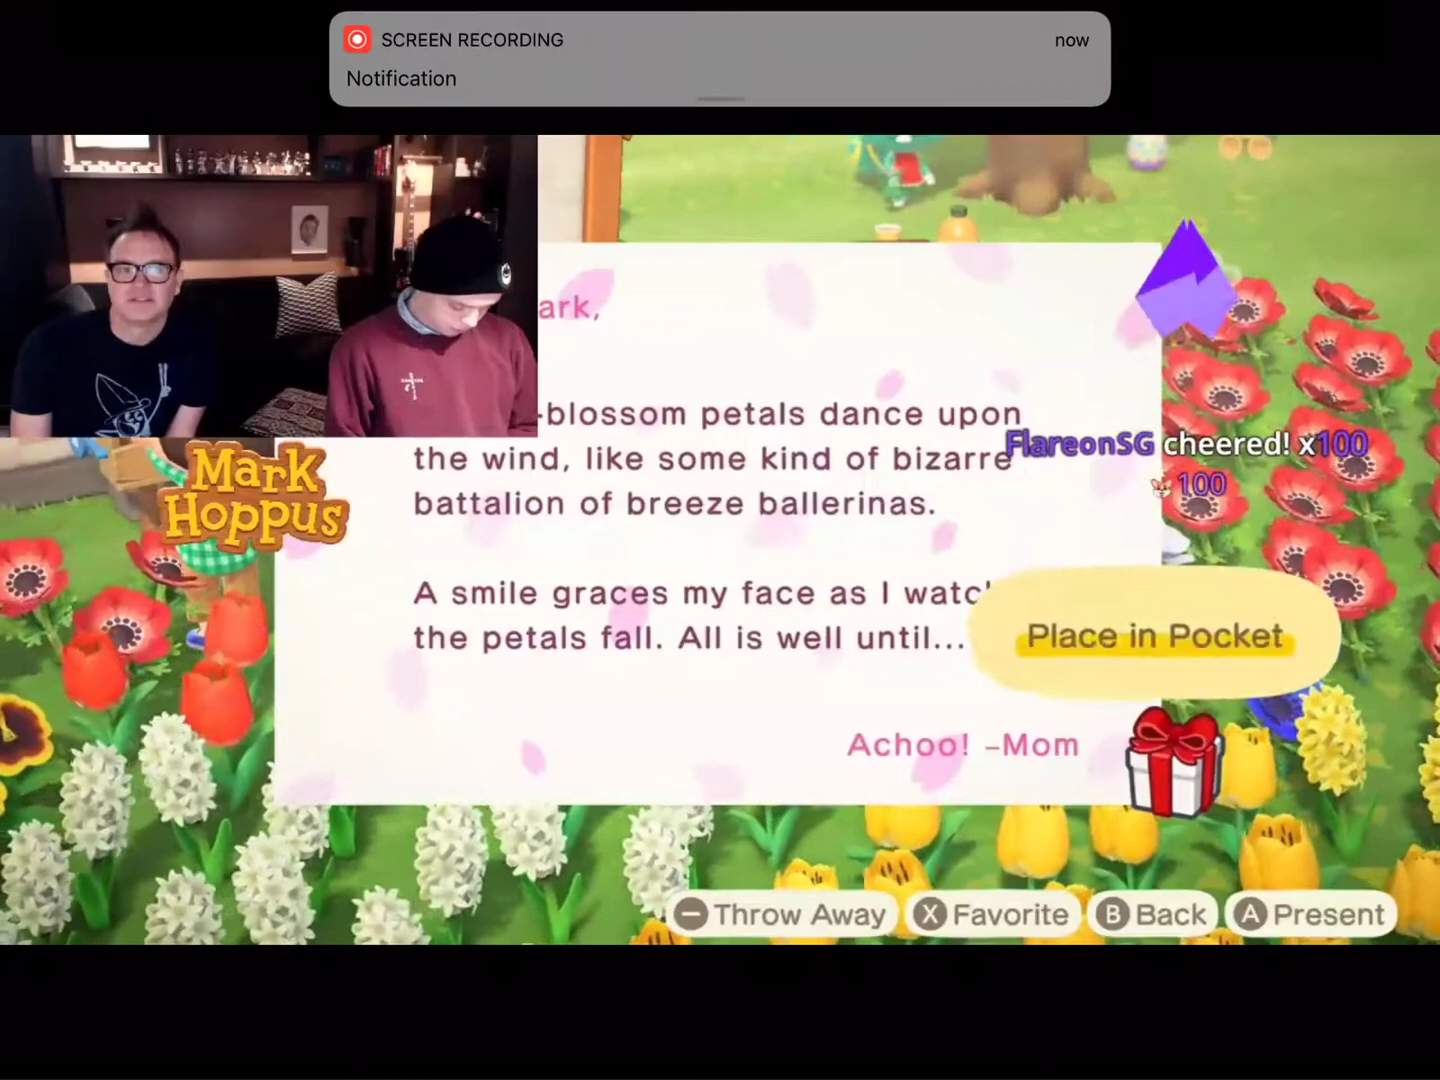 SCREEN RECORDING
now
Notification
ark,
-blossom petals dance upon
the wind, like some kind of bizarre
battalion of breeze ballerinas.
FlareonSG cheered! x100
100
Mark
Hoppus
A smile graces my face as I watc
the petals fall. All is well until...
Place in Pocket
Achoo! -Mom
Throw Away
X Favorite
B Back
A Present